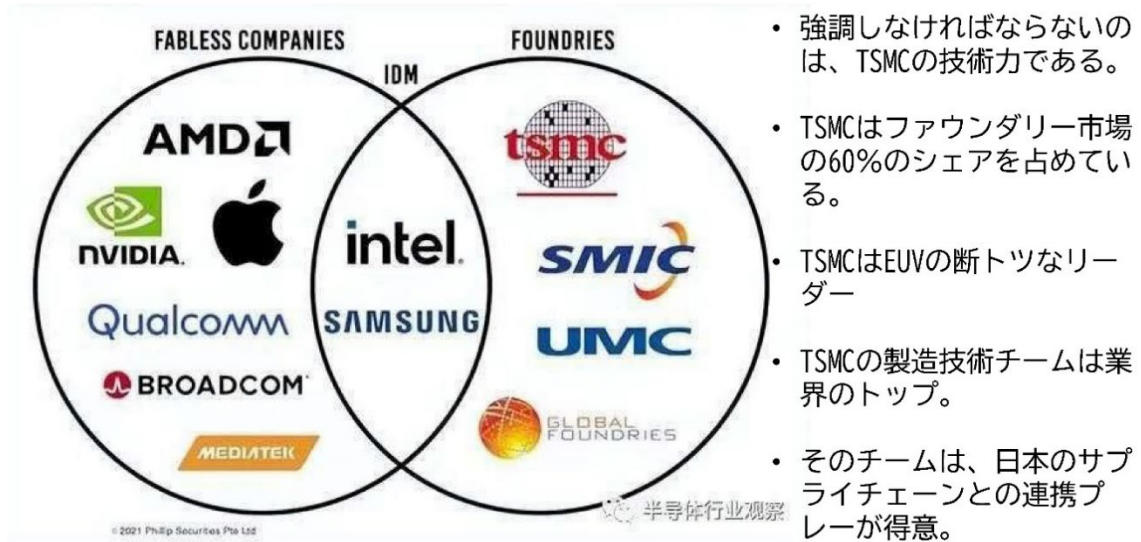 FABLESS COMPANIES
IDM
FOUNDRIES
AMD
NVIDIA.
Qualcomm
BROADCOM
MEDIATEK
intel.
SAMSUNG
tsmc
SMIC
UMC
GLOBAL
FOUNDRIES
半导体行业观察
© 2021 Phillip Securities Pte Ltd
• 強調しなければならないの
は、TSMCの技術力である。
• TSMCはファウンダリー市場
の60%のシェアを占めてい
る。
• TSMCはEUVの断トツなリー
ダー
• TSMCの製造技術チームは業
界のトップ。
• そのチームは、日本のサプ
ライチェーンとの連携プ
レーが得意。